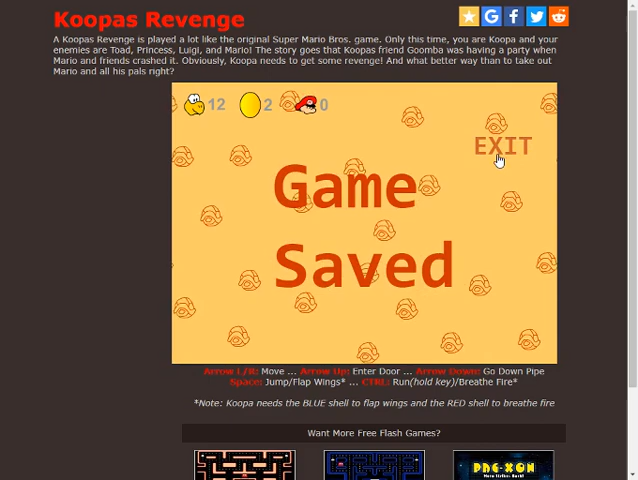 Koopas Revenge
A Koopas Revenge is played a lot like the original Super Mario Bros. game. Only this time, you are Koopa and your
enemies are Toad, Princess, Luigi, and Mario! The story goes that Koopas friend Goomba was having a party when
Mario and friends crashed it. Obviously, Koopa needs to get some revenge! And what better way than to take out
Mario and all his pals right?
12 2 0
EXIT
Game
Saved
Arrow L/R: Move ... Arrow Up: Enter Door ... Arrow Down: Go Down Pipe
Space: Jump/Flap Wings* ... CTRL: Run(hold key)/Breathe Fire*
*Note: Koopa needs the BLUE shell to flap wings and the RED shell to breathe fire
Want More Free Flash Games?
PAC-XON